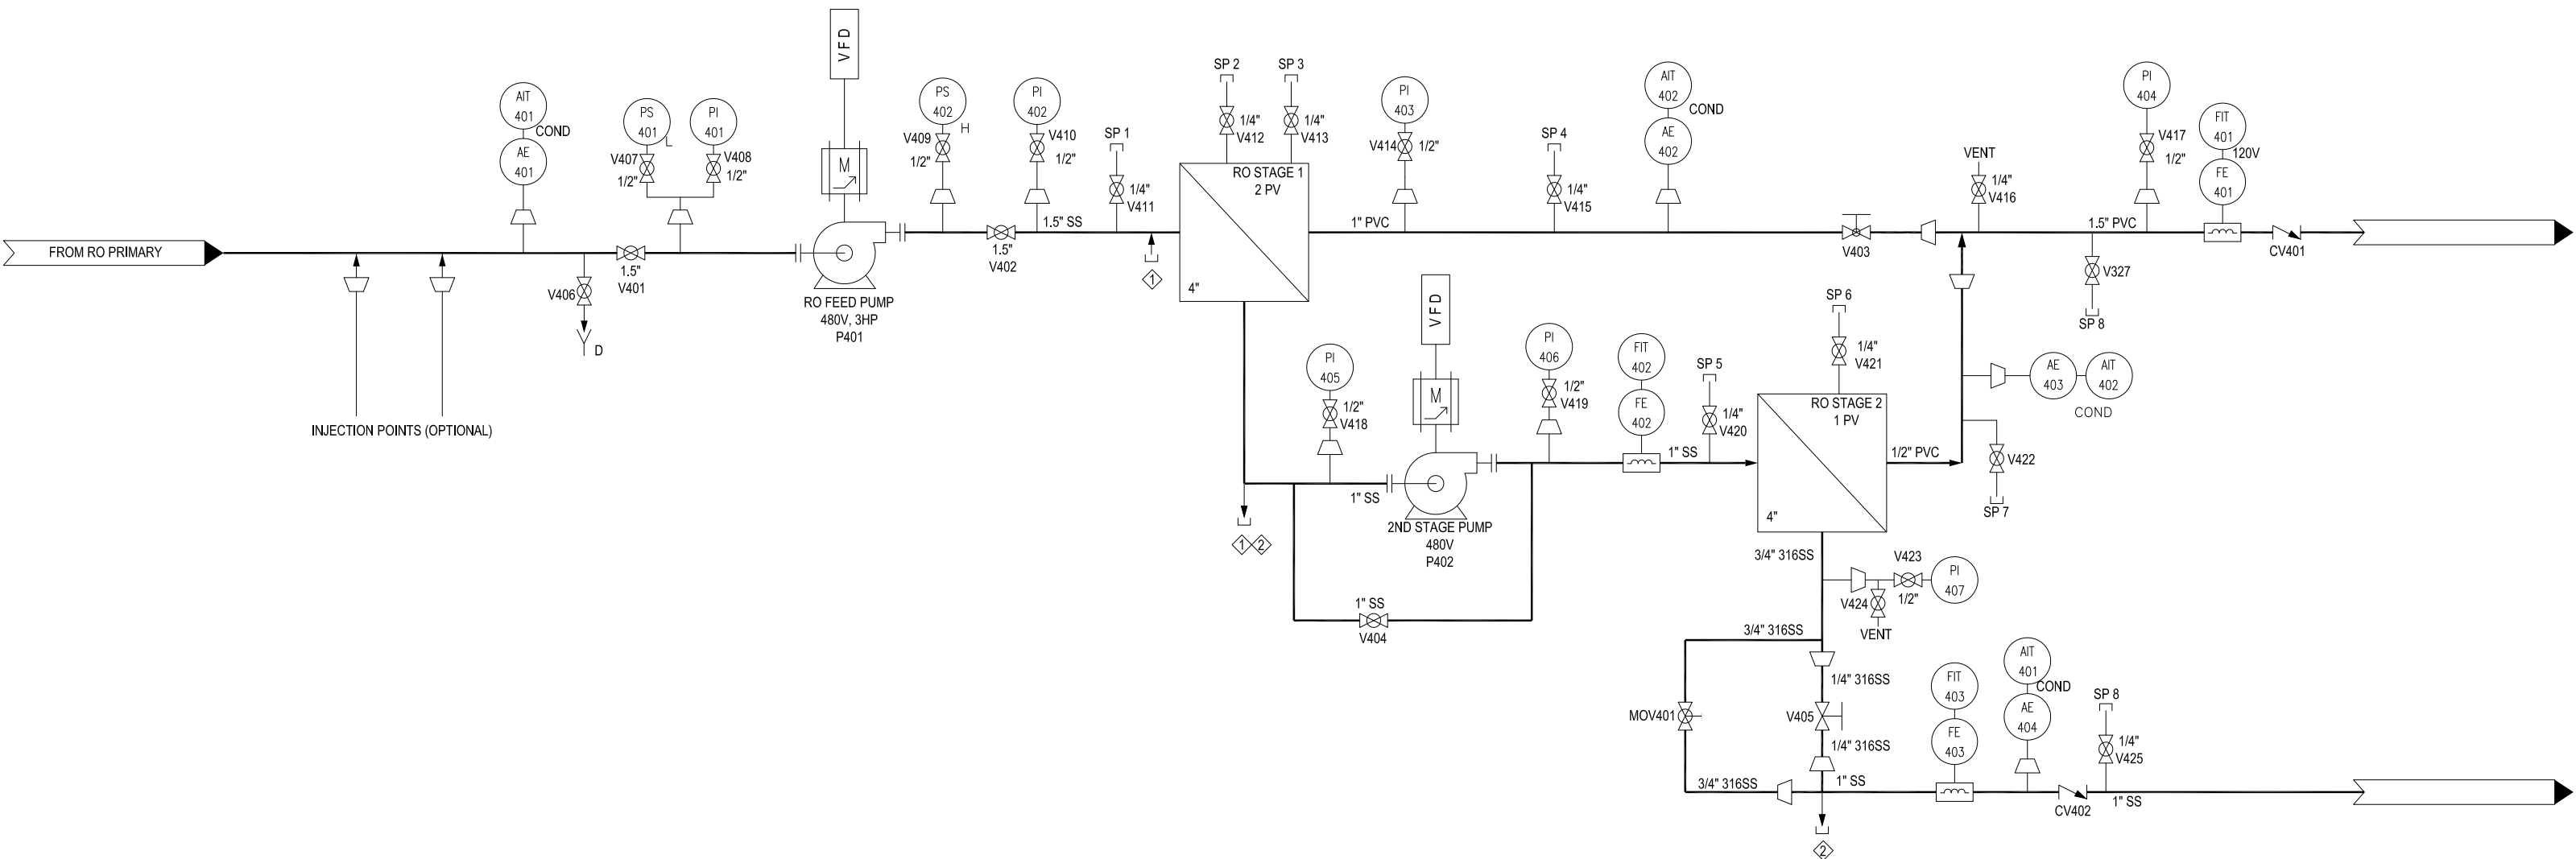 FROM RO PRIMARY
INJECTION POINTS (OPTIONAL)
AIT
401
COND
AE
401
V406
D
1.5"
V401
PS
401
L
V407
1/2"
PI
401
V408
1/2"
VFD
M
RO FEED PUMP
480V, 3HP
P401
PS
402
H
V409
1/2"
1.5"
V402
PI
402
V410
1/2"
1.5" SS
SP 1
1/4"
V411
1
SP 2
1/4"
V412
SP 3
1/4"
V413
RO STAGE 1
2 PV
4"
1" PVC
PI
403
V414
1/2"
SP 4
1/4"
V415
AIT
402
COND
AE
402
V403
VENT
1/4"
V416
1.5" PVC
PI
404
V417
1/2"
FIT
401
120V
FE
401
CV401
V327
SP 8
1
2
PI
405
1/2"
V418
1" SS
VFD
M
2ND STAGE PUMP
480V
P402
1" SS
V404
PI
406
1/2"
V419
FIT
402
FE
402
1" SS
SP 5
1/4"
V420
SP 6
1/4"
V421
RO STAGE 2
1 PV
4"
1/2" PVC
AE
403
AIT
402
COND
V422
SP 7
3/4" 316SS
V423
1/2"
PI
407
V424
VENT
3/4" 316SS
1/4" 316SS
MOV401
V405
1/4" 316SS
3/4" 316SS
1" SS
2
FIT
403
FE
403
AIT
401
COND
AE
404
CV402
SP 8
1/4"
V425
1" SS